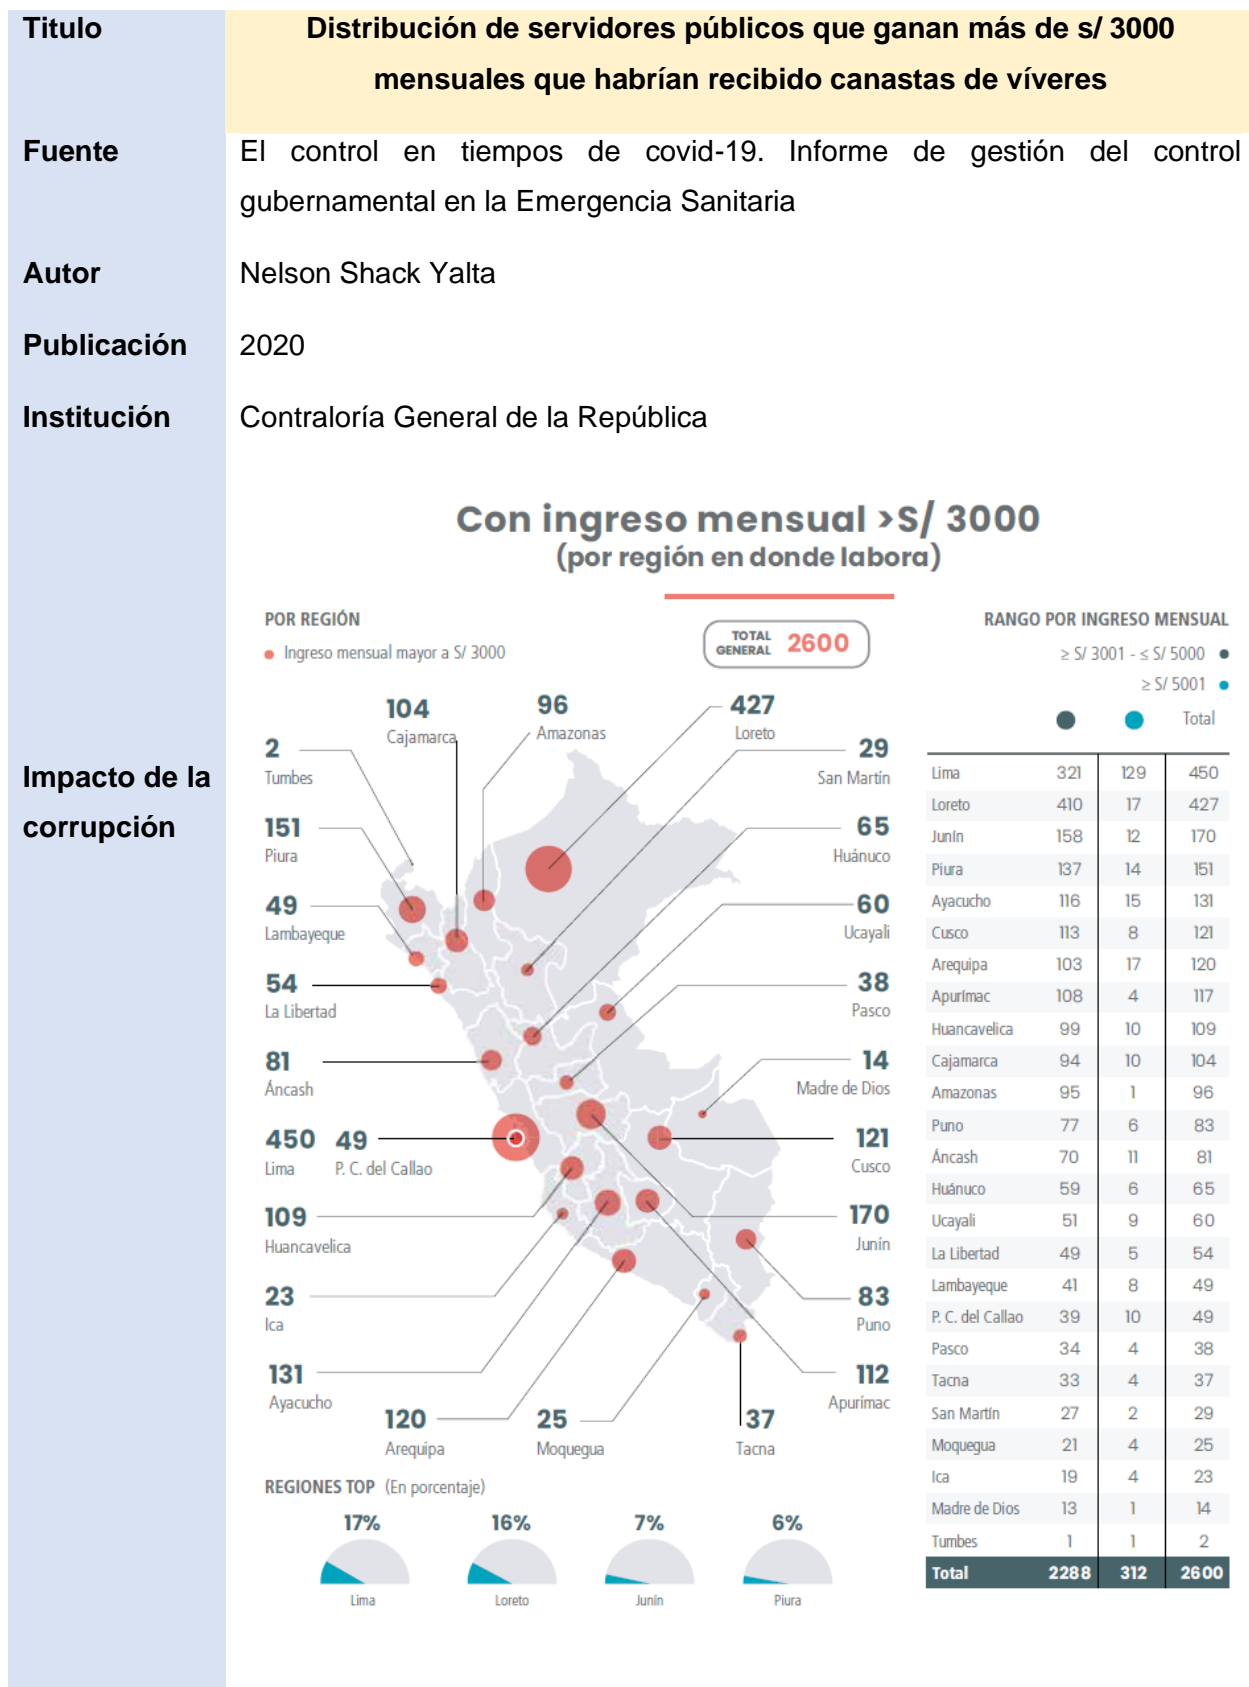 Titulo
Distribución de servidores públicos que ganan más de s/ 3000
mensuales que habrían recibido canastas de víveres
Fuente
El control en tiempos de covid-19. Informe de gestión del control
gubernamental en la Emergencia Sanitaria
Autor
Nelson Shack Yalta
Publicación
2020
Institución
Contraloría General de la República
Impacto de la
corrupción
Con ingreso mensual >S/ 3000
(por región en donde labora)
POR REGIÓN
Ingreso mensual mayor a S/ 3000
TOTAL
GENERAL 2600
104
Cajamarca
96
Amazonas
427
Loreto
2
Tumbes
29
San Martín
151
Piura
65
Huánuco
49
Lambayeque
60
Ucayali
54
La Libertad
38
Pasco
81
Áncash
14
Madre de Dios
450
Lima
49
P. C. del Callao
121
Cusco
109
Huancavelica
170
Junín
23
Ica
83
Puno
131
Ayacucho
112
Apurímac
120
Arequipa
25
Moquegua
37
Tacna
REGIONES TOP (En porcentaje)
17%
Lima
16%
Loreto
7%
Junín
6%
Piura
RANGO POR INGRESO MENSUAL
≥ S/ 3001 - ≤ S/ 5000
≥ S/ 5001
Total
Lima 321 129 450
Loreto 410 17 427
Junín 158 12 170
Piura 137 14 151
Ayacucho 116 15 131
Cusco 113 8 121
Arequipa 103 17 120
Apurímac 108 4 117
Huancavelica 99 10 109
Cajamarca 94 10 104
Amazonas 95 1 96
Puno 77 6 83
Áncash 70 11 81
Huánuco 59 6 65
Ucayali 51 9 60
La Libertad 49 5 54
Lambayeque 41 8 49
P. C. del Callao 39 10 49
Pasco 34 4 38
Tacna 33 4 37
San Martín 27 2 29
Moquegua 21 4 25
Ica 19 4 23
Madre de Dios 13 1 14
Tumbes 1 1 2
Total 2288 312 2600